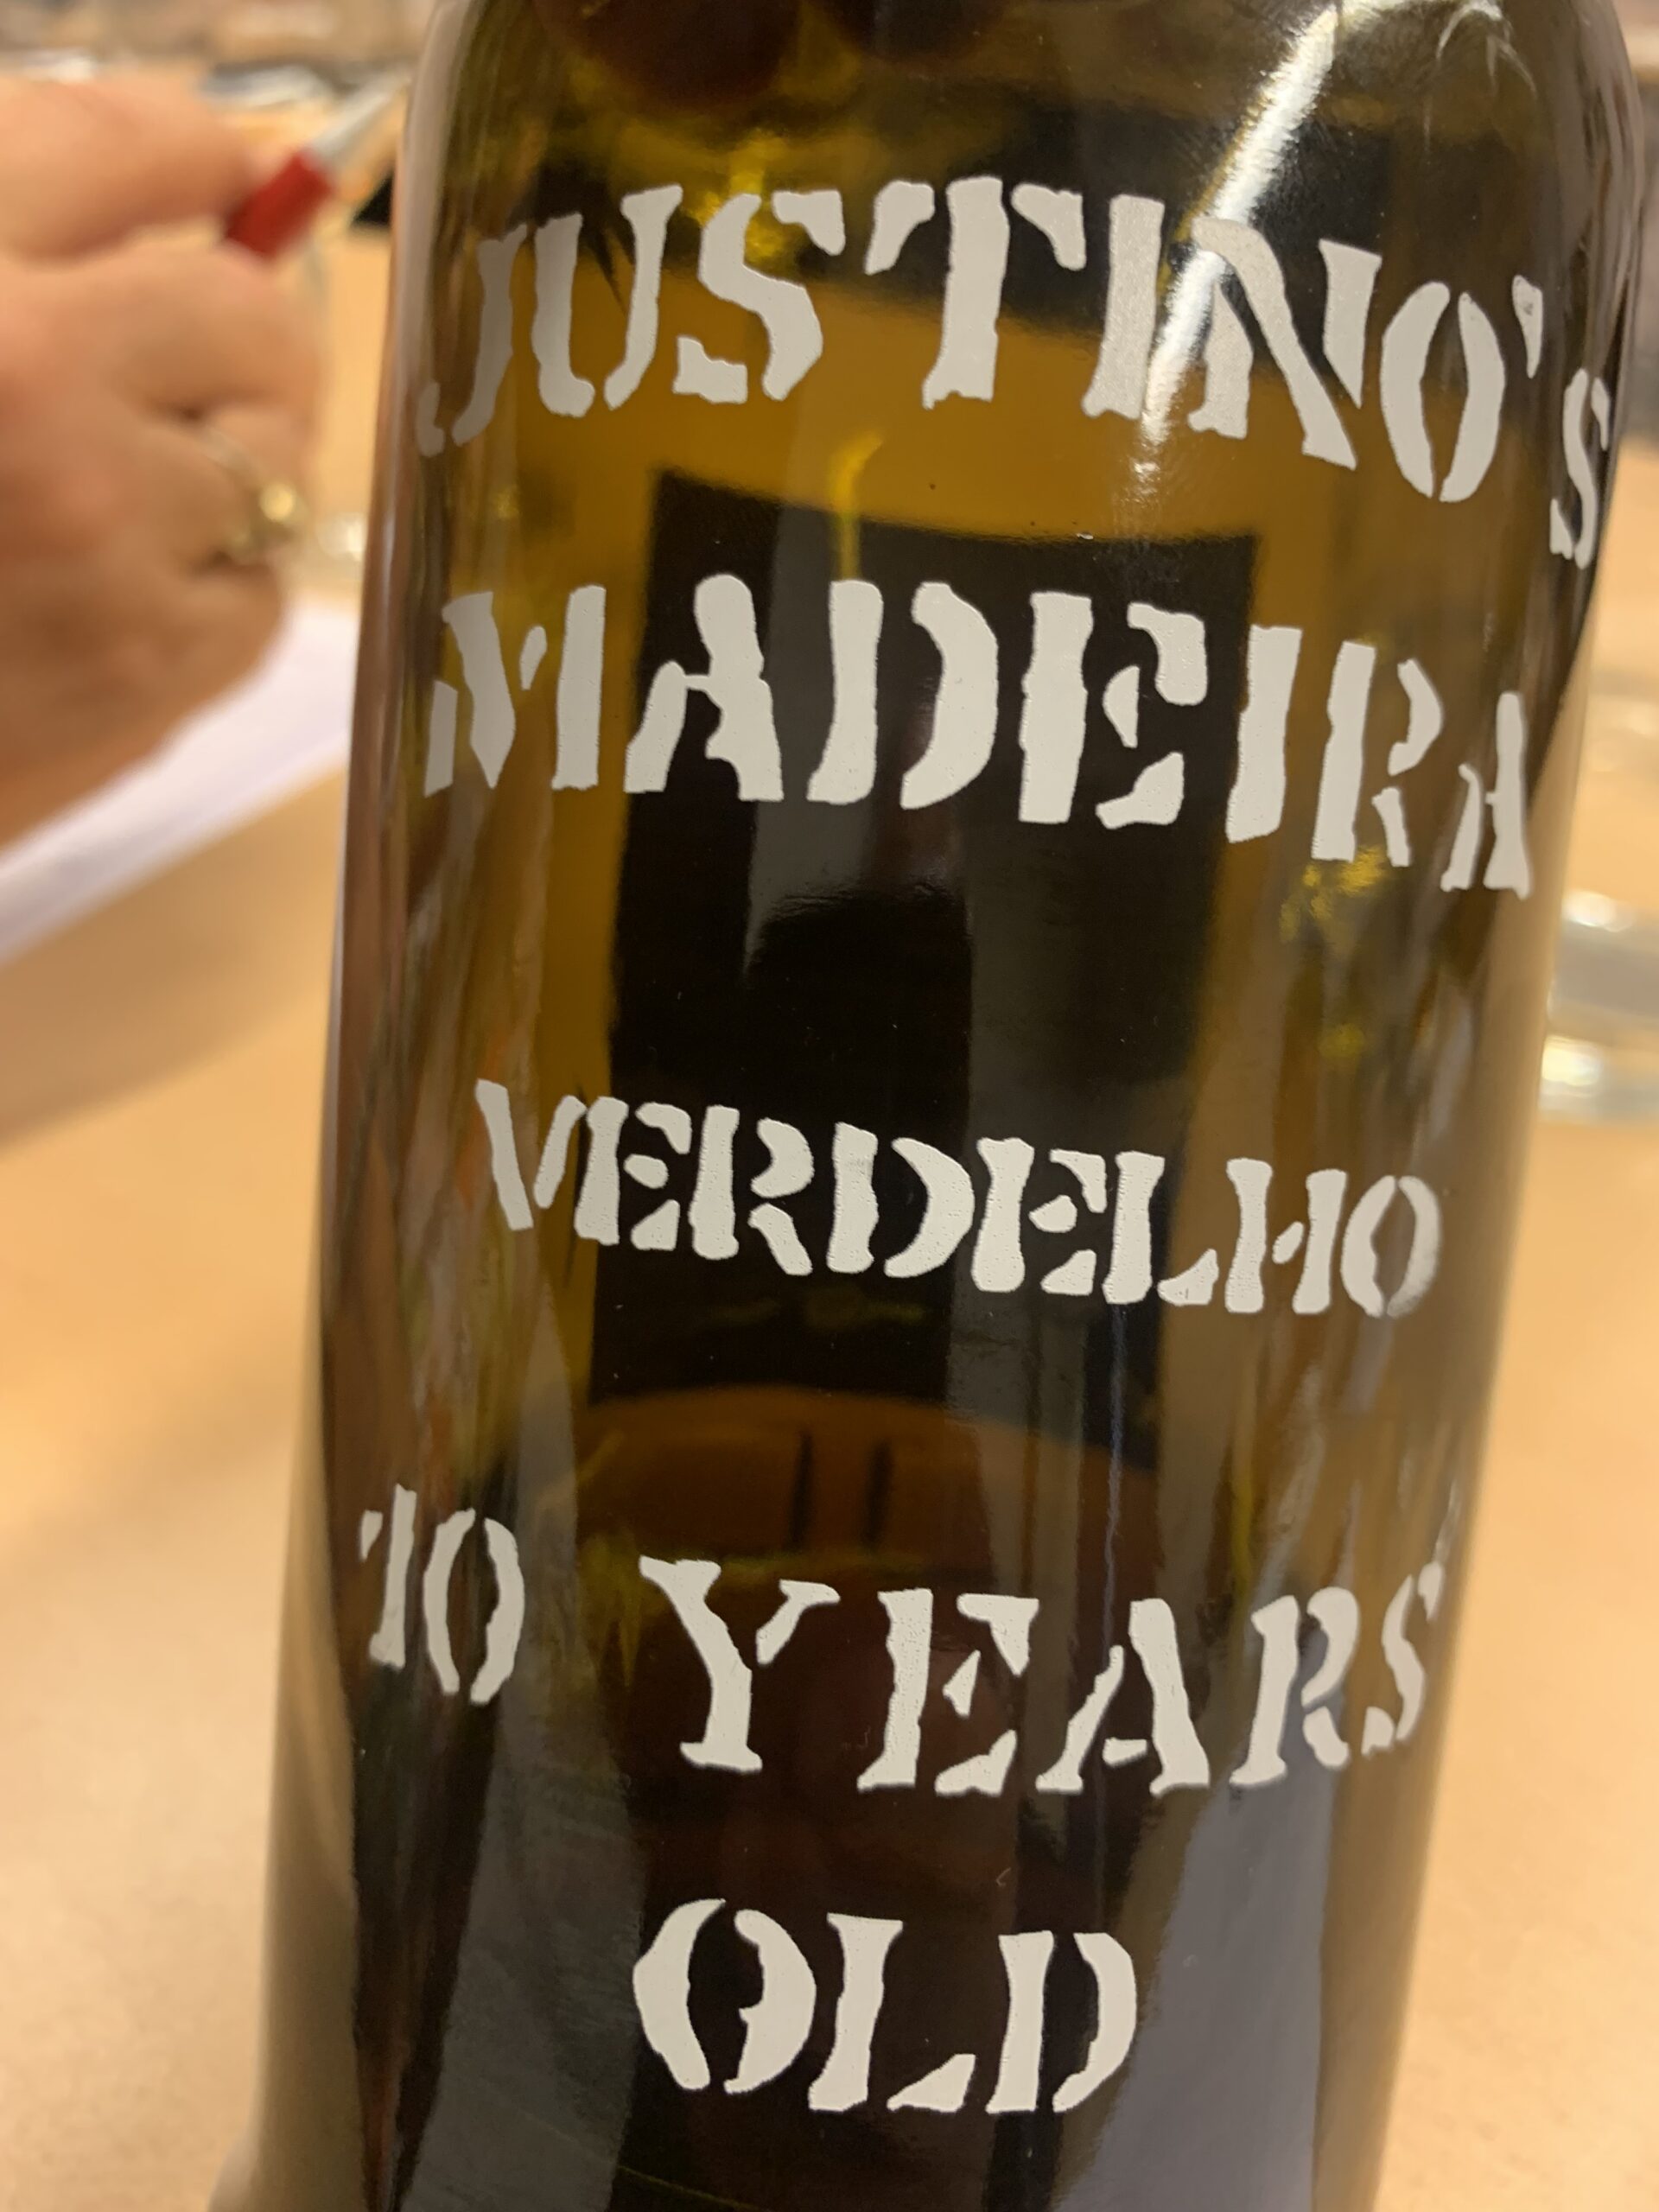 JUSTINO'S
MADEIRA
VERDELHO
10 YEARS
OLD